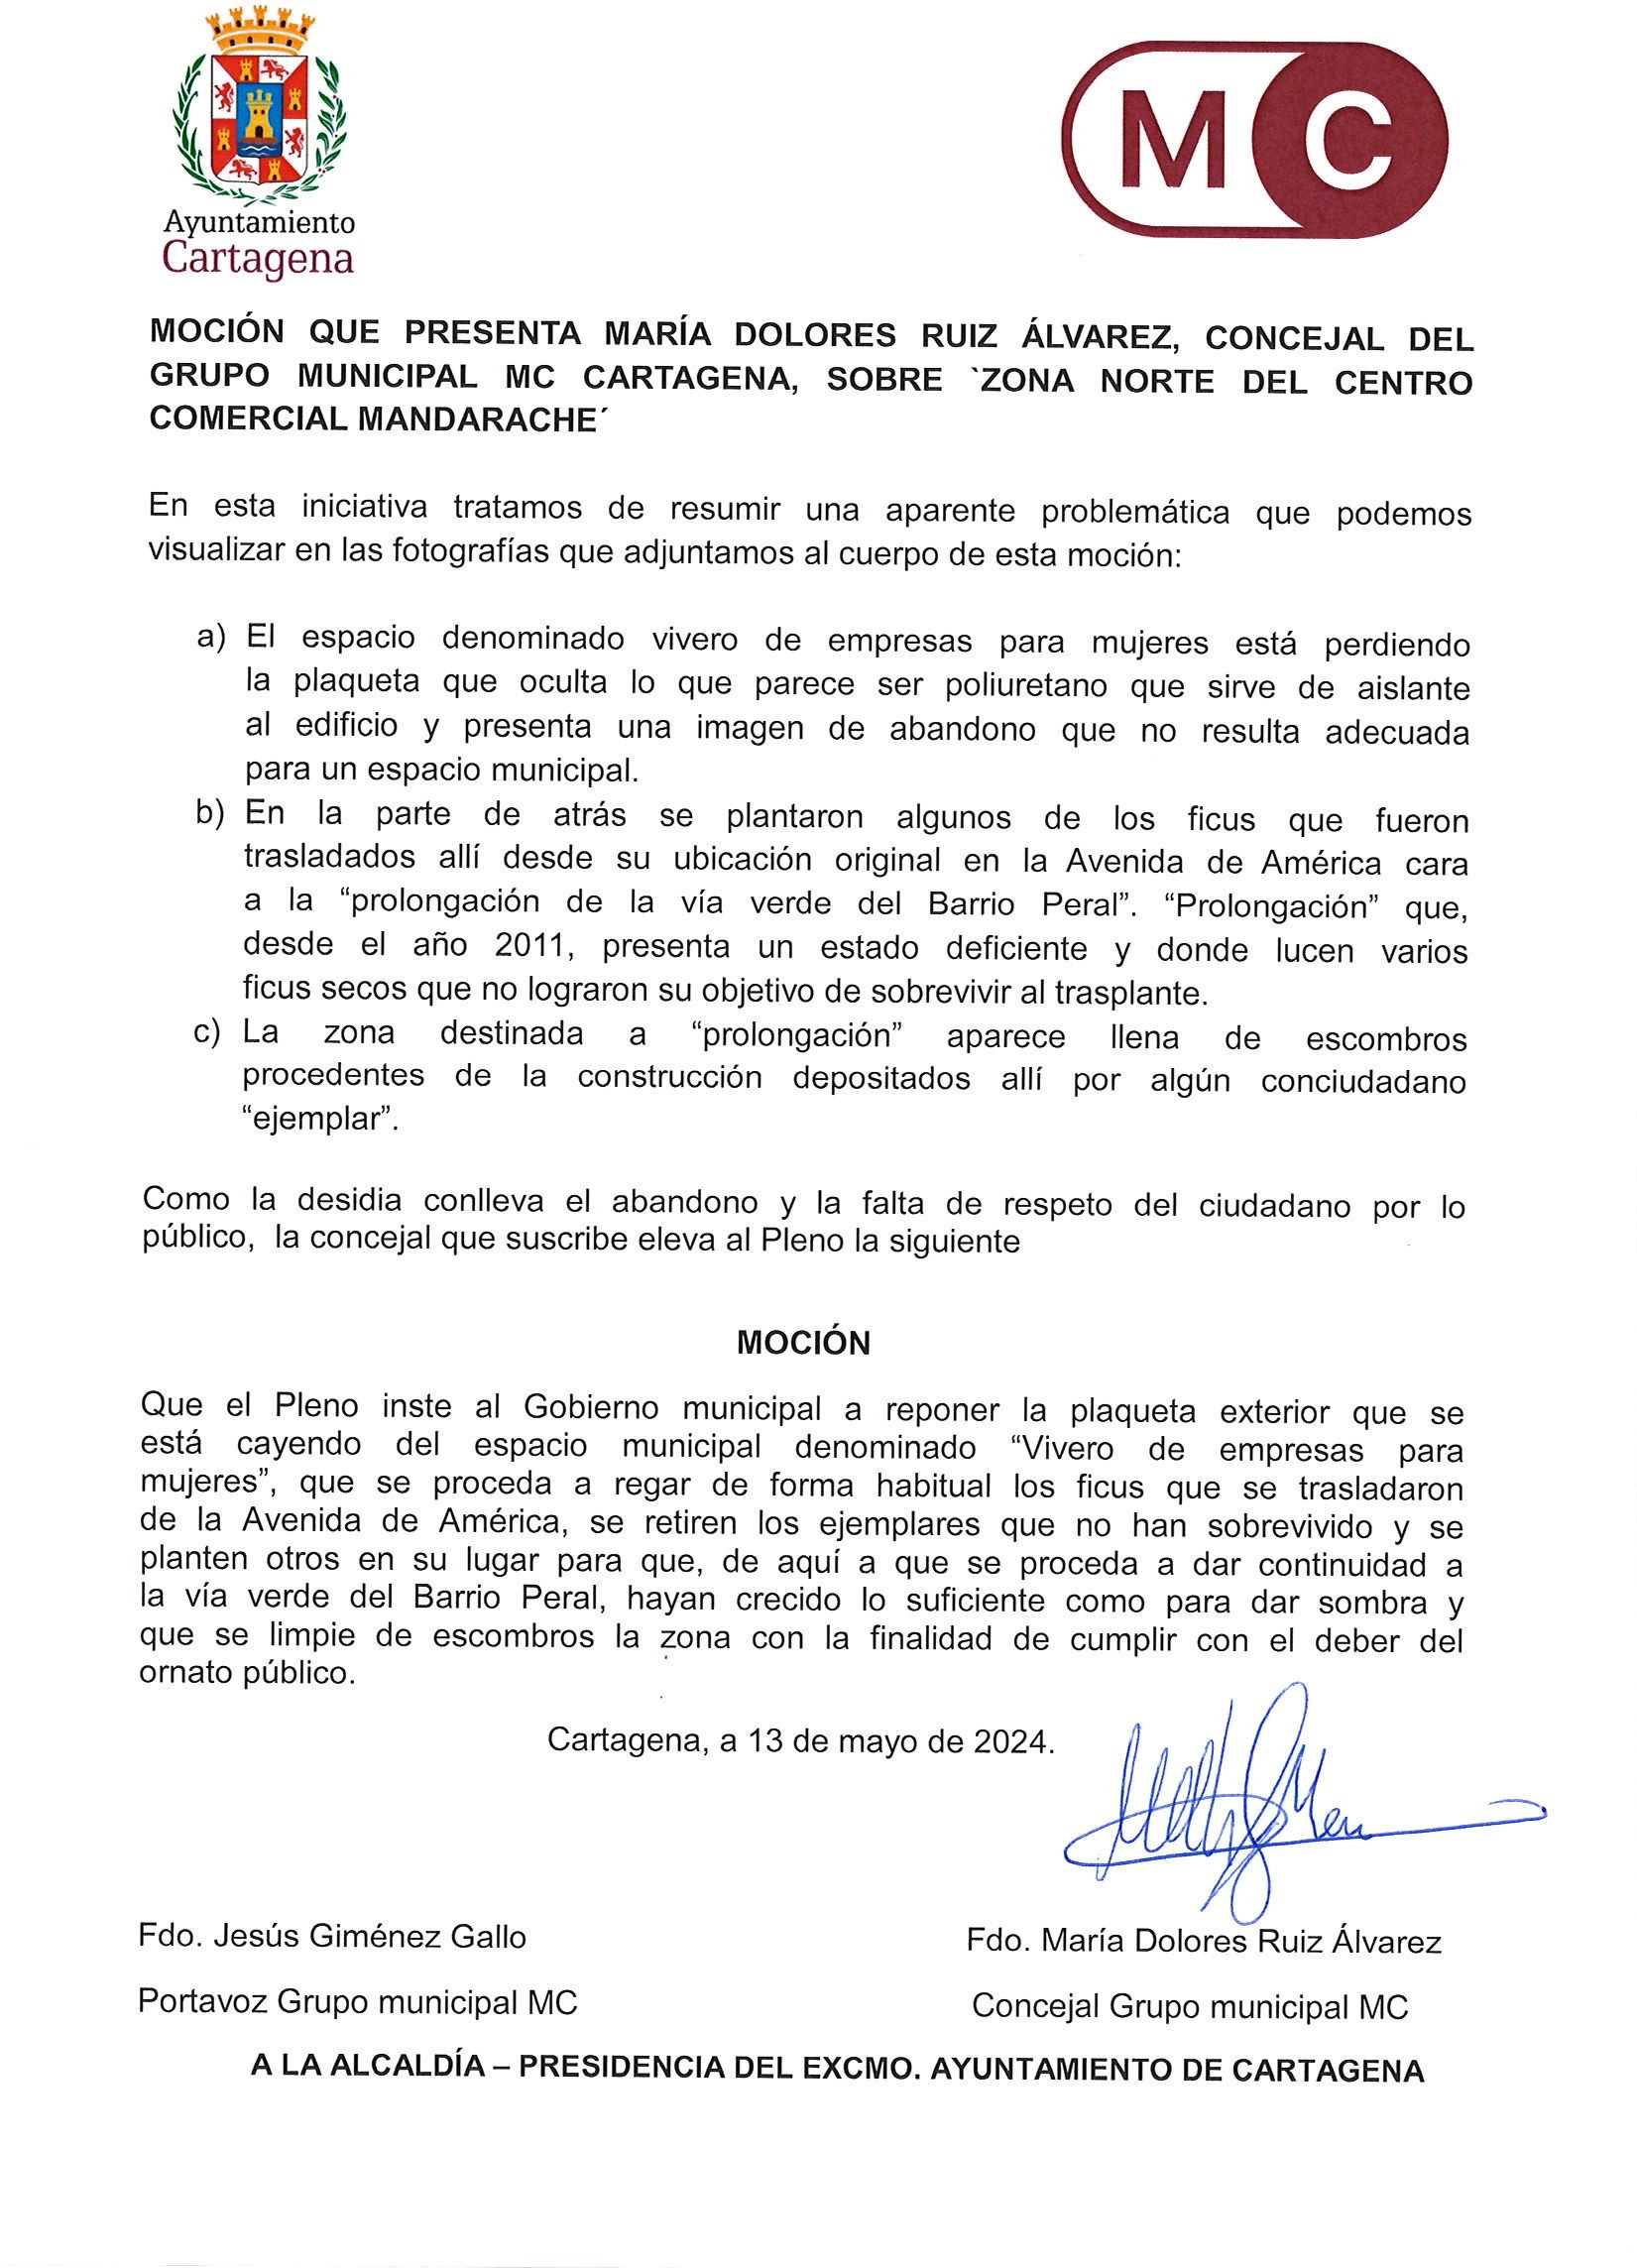 Ayuntamiento
Cartagena
MC
MOCIÓN QUE PRESENTA MARÍA DOLORES RUIZ ÁLVAREZ, CONCEJAL DEL
GRUPO MUNICIPAL MC CARTAGENA, SOBRE `ZONA NORTE DEL CENTRO
COMERCIAL MANDARACHE´
En esta iniciativa tratamos de resumir una aparente problemática que podemos
visualizar en las fotografías que adjuntamos al cuerpo de esta moción:
a) El espacio denominado vivero de empresas para mujeres está perdiendo
la plaqueta que oculta lo que parece ser poliuretano que sirve de aislante
al edificio y presenta una imagen de abandono que no resulta adecuada
para un espacio municipal.
b) En la parte de atrás se plantaron algunos de los ficus que fueron
trasladados allí desde su ubicación original en la Avenida de América cara
a la “prolongación de la vía verde del Barrio Peral”. “Prolongación” que,
desde el año 2011, presenta un estado deficiente y donde lucen varios
ficus secos que no lograron su objetivo de sobrevivir al trasplante.
c) La zona destinada a “prolongación” aparece llena de escombros
procedentes de la construcción depositados allí por algún conciudadano
“ejemplar”.
Como la desidia conlleva el abandono y la falta de respeto del ciudadano por lo
público, la concejal que suscribe eleva al Pleno la siguiente
MOCIÓN
Que el Pleno inste al Gobierno municipal a reponer la plaqueta exterior que se
está cayendo del espacio municipal denominado “Vivero de empresas para
mujeres”, que se proceda a regar de forma habitual los ficus que se trasladaron
de la Avenida de América, se retiren los ejemplares que no han sobrevivido y se
planten otros en su lugar para que, de aquí a que se proceda a dar continuidad a
la vía verde del Barrio Peral, hayan crecido lo suficiente como para dar sombra y
que se limpie de escombros la zona con la finalidad de cumplir con el deber del
ornato público.
Cartagena, a 13 de mayo de 2024.
Fdo. Jesús Giménez Gallo
Fdo. María Dolores Ruiz Álvarez
Portavoz Grupo municipal MC
Concejal Grupo municipal MC
A LA ALCALDÍA – PRESIDENCIA DEL EXCMO. AYUNTAMIENTO DE CARTAGENA